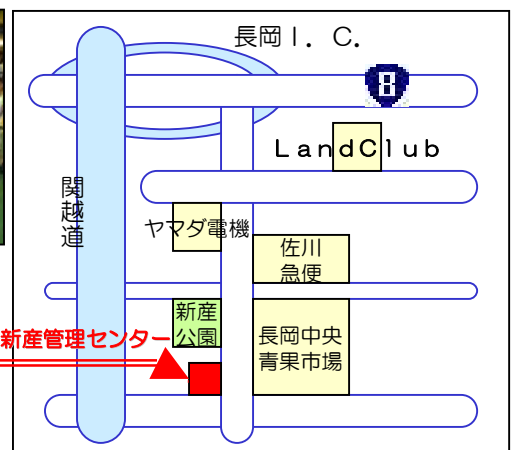 長岡Ｉ．Ｃ．
8
ＬａｎｄＣｌｕｂ
関越道
ヤマダ電機
佐川
急便
新産
公園
新産管理センター
長岡中央
青果市場